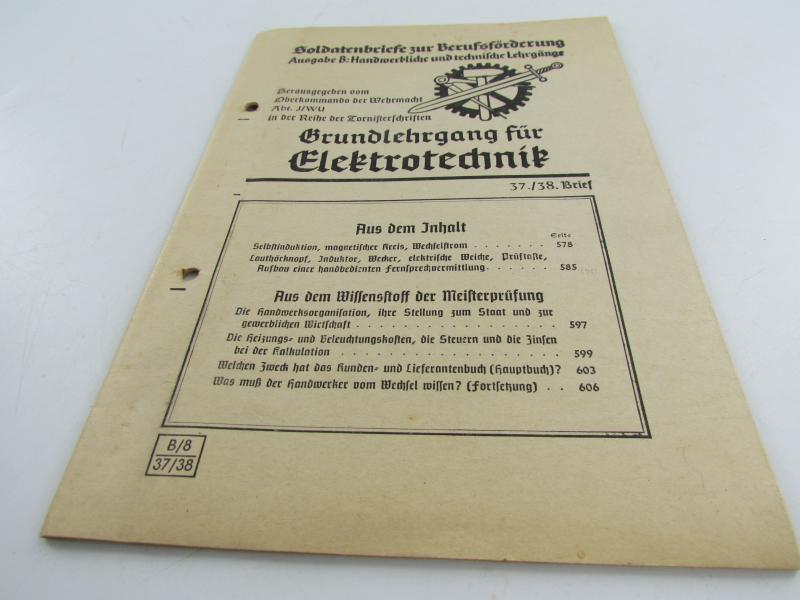 Soldatenbriefe zur Berufsförderung
Ausgabe B: Handwerkliche und technische Lehrgänge
Herausgegeben vom
Oberkommando der Wehrmacht
Abt. J/WU
in der Reihe der Tornisterschriften
Grundlehrgang für
Elektrotechnik
37./38. Brief
Aus dem Inhalt
Seite
Selbstinduktion, magnetischer Kreis, Wechselstrom . . . . . . . 578
Lauthörknopf, Induktor, Wecker, elektrische Weiche, Prüftaste,
Aufbau einer handbedienten Fernsprechvermittlung . . . . . . 585
Aus dem Wissensstoff der Meisterprüfung
Die Handwerksorganisation, ihre Stellung zum Staat und zur
gewerblichen Wirtschaft . . . . . . . . . . . . . . . . . . 597
Die Heizungs- und Beleuchtungskosten, die Steuern und die Zinsen
bei der Kalkulation . . . . . . . . . . . . . . . . . . . 599
Welchen Zweck hat das Kunden- und Lieferantenbuch (Hauptbuch)? 603
Was muß der Handwerker vom Wechsel wissen? (Fortsetzung) . . 606
B/8
37/38